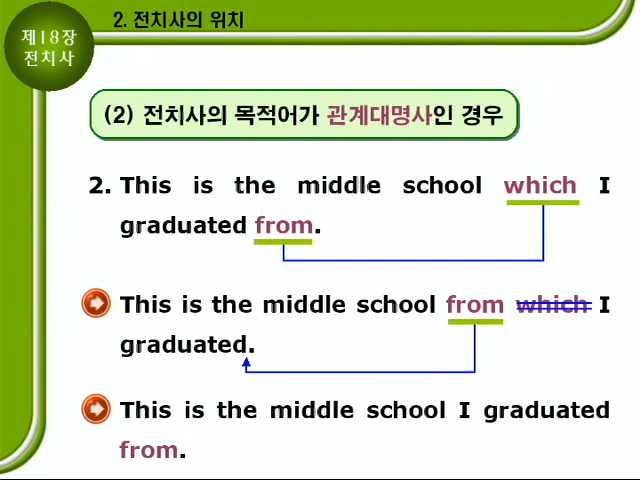 2. 전치사의 위치
제18장
전치사
(2) 전치사의 목적어가 관계대명사인 경우
2. This is the middle school which I
graduated from.
This is the middle school from which I
graduated.
This is the middle school I graduated
from.